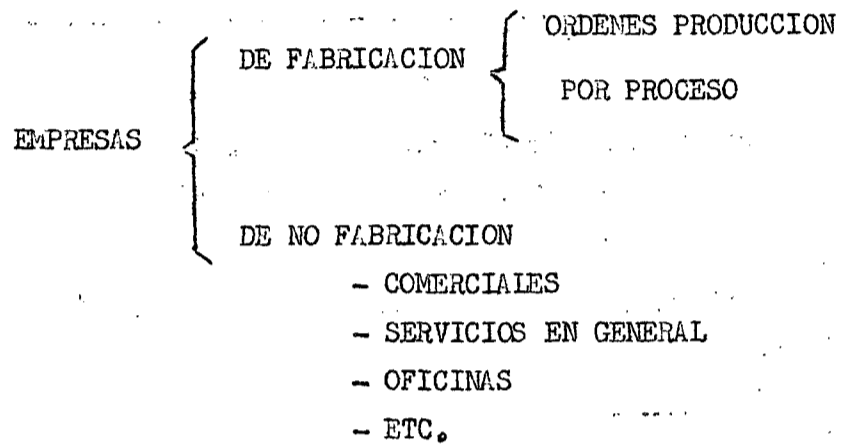 ORDENES PRODUCCION
DE FABRICACION
POR PROCESO
EMPRESAS
DE NO FABRICACION
- COMERCIALES
- SERVICIOS EN GENERAL
- OFICINAS
- ETC.